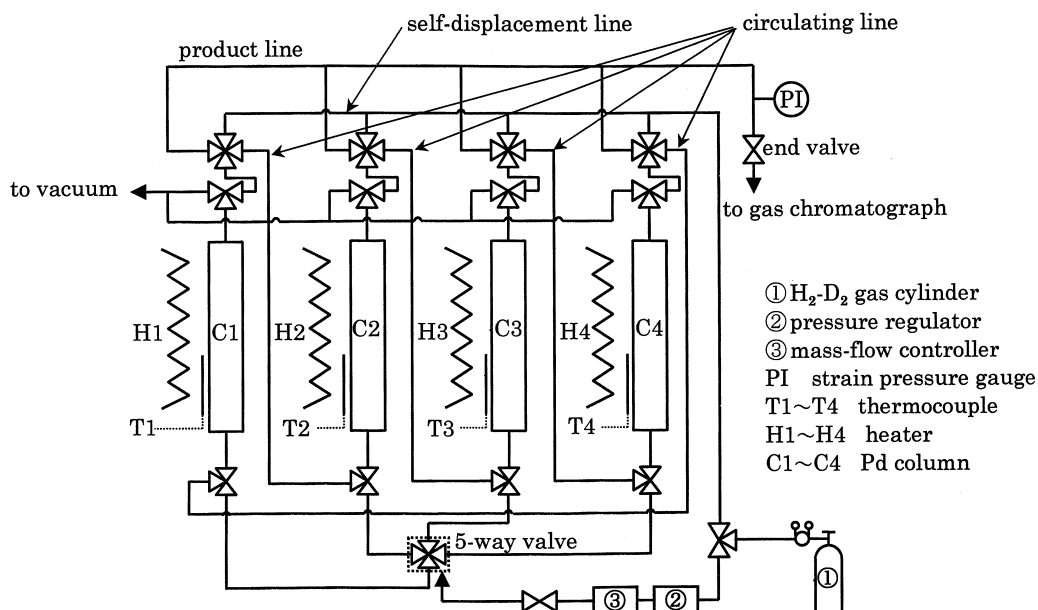 self-displacement line
circulating line
product line
PI
end valve
to vacuum
to gas chromatograph
H1
C1
H2
C2
H3
C3
H4
C4
T1
T2
T3
T4
①H₂-D₂ gas cylinder
②pressure regulator
③mass-flow controller
PI strain pressure gauge
T1~T4 thermocouple
H1~H4 heater
C1~C4 Pd column
5-way valve
③
②
①